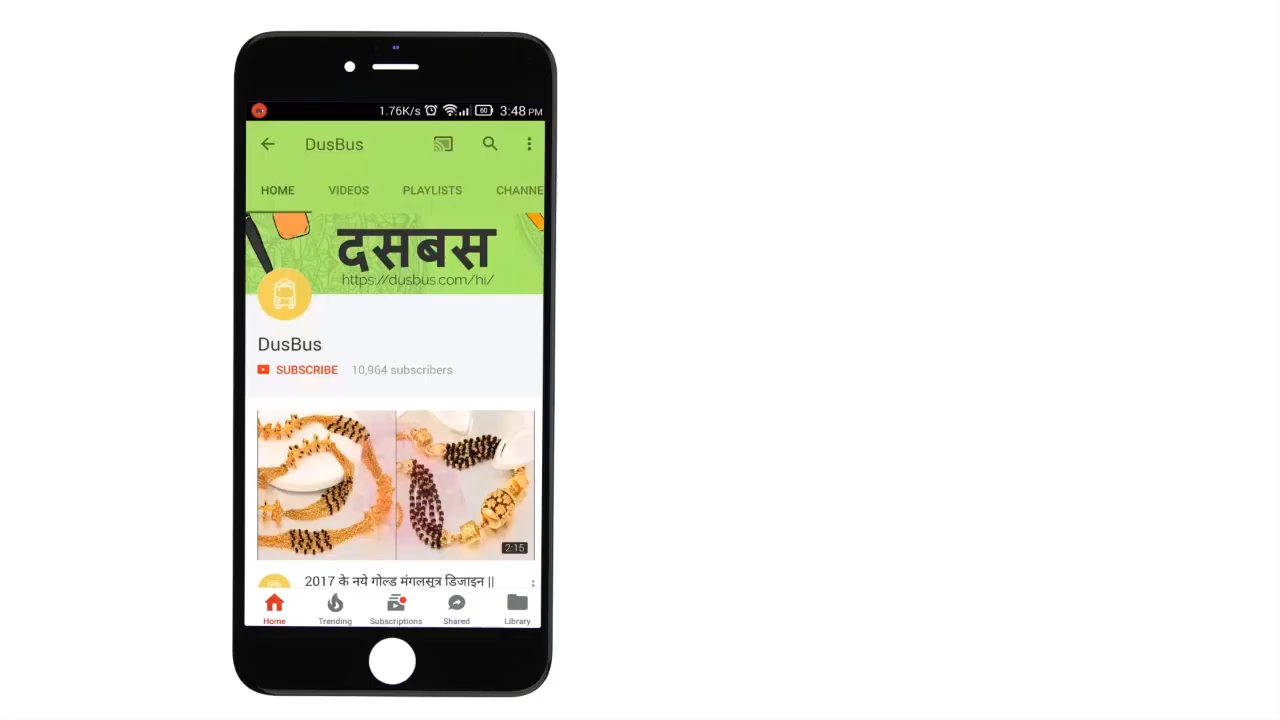 1.76K/s 60 3:48 PM
DusBus
HOME VIDEOS PLAYLISTS CHANNE
दसबस
https://dusbus.com/hi/
DusBus
SUBSCRIBE 10,964 subscribers
2:15
2017 के नये गोल्ड मंगलसूत्र डिजाइन ||
Home Trending Subscriptions Shared Library